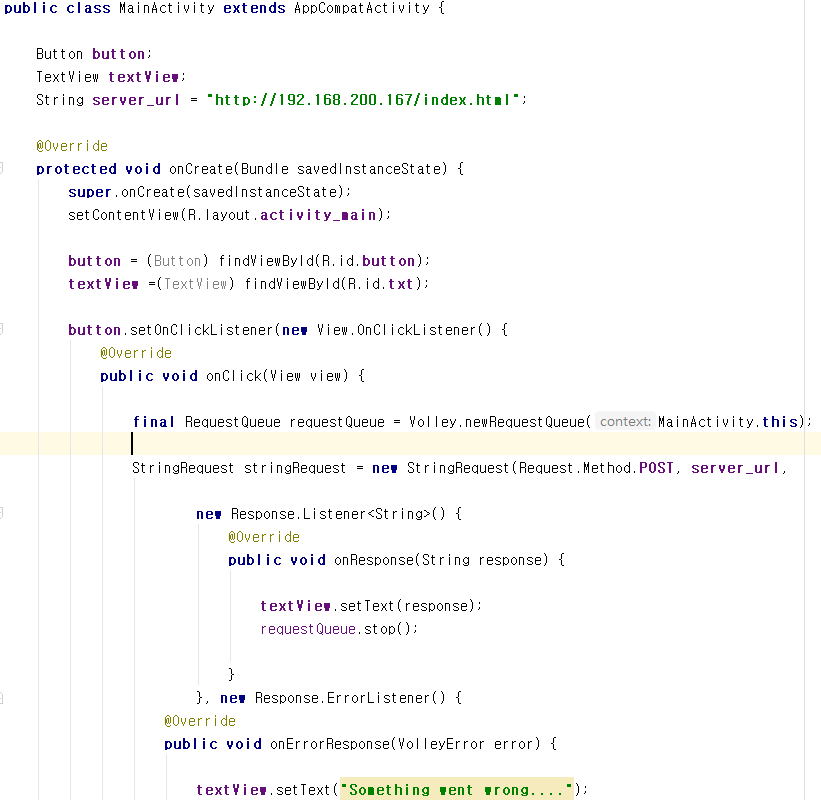 public class MainActivity extends AppCompatActivity {
Button button;
TextView textView;
String server_url = "http://192.168.200.167/index.html";
@Override
protected void onCreate(Bundle savedInstanceState) {
super.onCreate(savedInstanceState);
setContentView(R.layout.activity_main);
button = (Button) findViewById(R.id.button);
textView =(TextView) findViewById(R.id.txt);
button.setOnClickListener(new View.OnClickListener() {
@Override
public void onClick(View view) {
final RequestQueue requestQueue = Volley.newRequestQueue( context: MainActivity.this);
StringRequest stringRequest = new StringRequest(Request.Method.POST, server_url,
new Response.Listener<String>() {
@Override
public void onResponse(String response) {
textView.setText(response);
requestQueue.stop();
}
}, new Response.ErrorListener() {
@Override
public void onErrorResponse(VolleyError error) {
textView.setText("Something went wrong....");